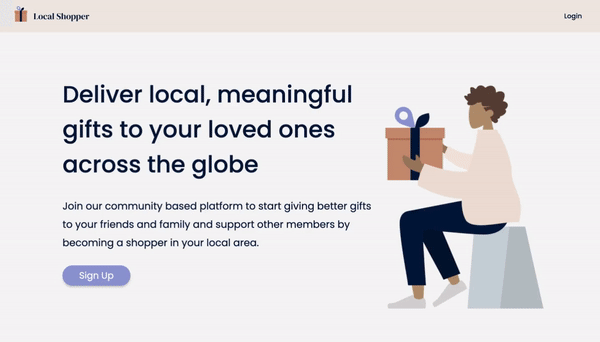 Local Shopper
Login
Deliver local, meaningful
gifts to your loved ones
across the globe
Join our community based platform to start giving better gifts
to your friends and family and support other members by
becoming a shopper in your local area.
Sign Up